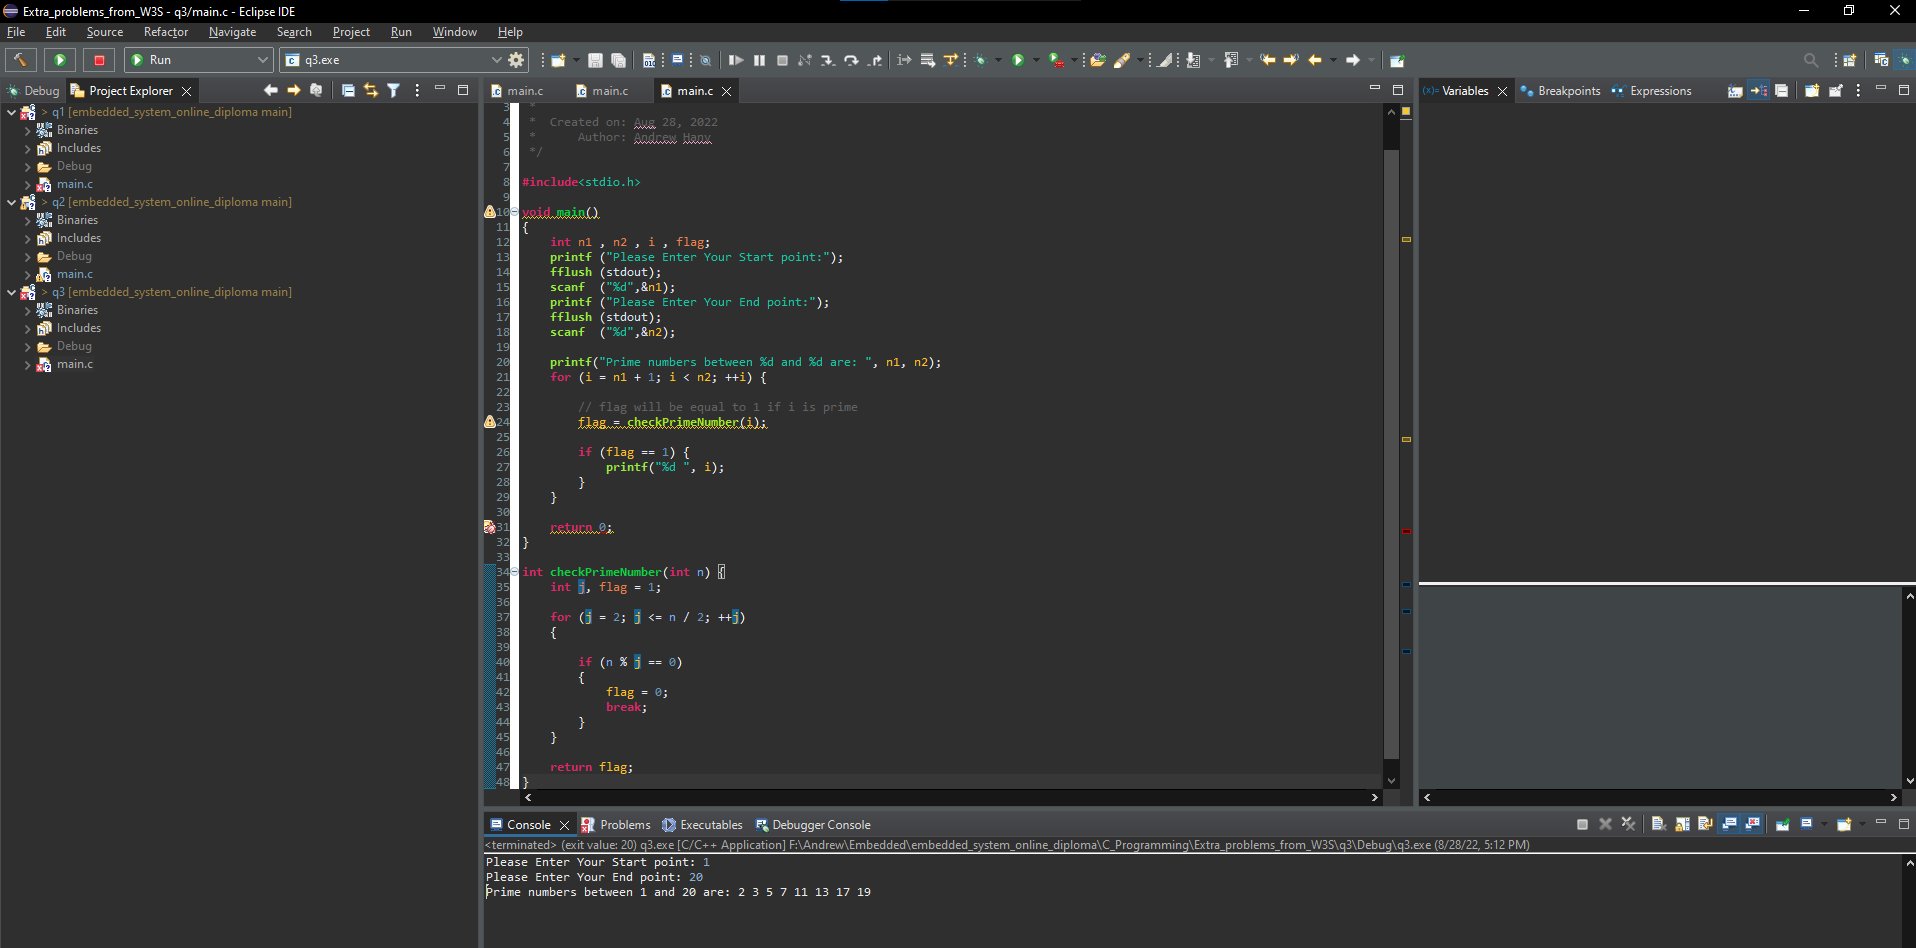 Extra_problems_from_W3S - q3/main.c - Eclipse IDE
File Edit Source Refactor Navigate Search Project Run Window Help
Run q3.exe
Debug Project Explorer
q1 [embedded_system_online_diploma main]
Binaries
Includes
Debug
main.c
q2 [embedded_system_online_diploma main]
Binaries
Includes
Debug
main.c
q3 [embedded_system_online_diploma main]
Binaries
Includes
Debug
main.c
main.c main.c main.c
3 *
4 * Created on: Aug 28, 2022
5 * Author: Andrew Hany
6 */
7
8 #include<stdio.h>
9
10 void main()
11 {
12 int n1 , n2 , i , flag;
13 printf ("Please Enter Your Start point:");
14 fflush (stdout);
15 scanf ("%d",&n1);
16 printf ("Please Enter Your End point:");
17 fflush (stdout);
18 scanf ("%d",&n2);
19
20 printf("Prime numbers between %d and %d are: ", n1, n2);
21 for (i = n1 + 1; i < n2; ++i) {
22
23 // flag will be equal to 1 if i is prime
24 flag = checkPrimeNumber(i);
25
26 if (flag == 1) {
27 printf("%d ", i);
28 }
29 }
30
31 return 0;
32 }
33
34 int checkPrimeNumber(int n) {
35 int j, flag = 1;
36
37 for (j = 2; j <= n / 2; ++j)
38 {
39
40 if (n % j == 0)
41 {
42 flag = 0;
43 break;
44 }
45 }
46
47 return flag;
48 }
Variables Breakpoints Expressions
Console Problems Executables Debugger Console
<terminated> (exit value: 20) q3.exe [C/C++ Application] F:\Andrew\Embedded\embedded_system_online_diploma\C_Programming\Extra_problems_from_W3S\q3\Debug\q3.exe (8/28/22, 5:12 PM)
Please Enter Your Start point: 1
Please Enter Your End point: 20
Prime numbers between 1 and 20 are: 2 3 5 7 11 13 17 19